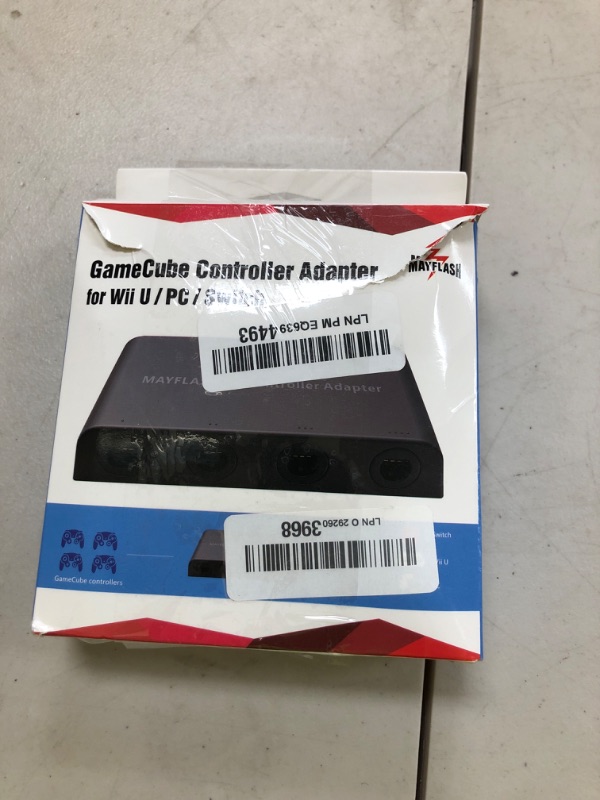 GameCube Controller Adapter
for Wii U / PC / Switch
MAYFLASH
LPN PM EQ639 4493
MAYFLA
troller Adapter
LPN O 29260 3968
witch
ii U
GameCube controllers